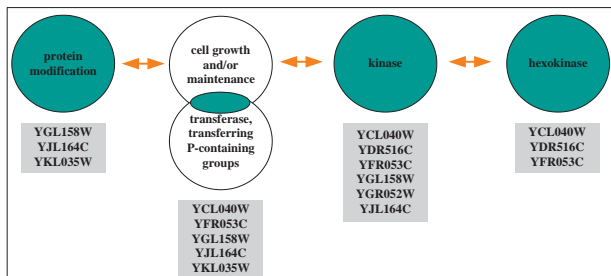 protein
modification
YGL158W
YJL164C
YKL035W
cell growth
and/or
maintenance
transferase,
transferring
P-containing
groups
YCL040W
YFR053C
YGL158W
YJL164C
YKL035W
kinase
YCL040W
YDR516C
YFR053C
YGL158W
YGR052W
YJL164C
hexokinase
YCL040W
YDR516C
YFR053C